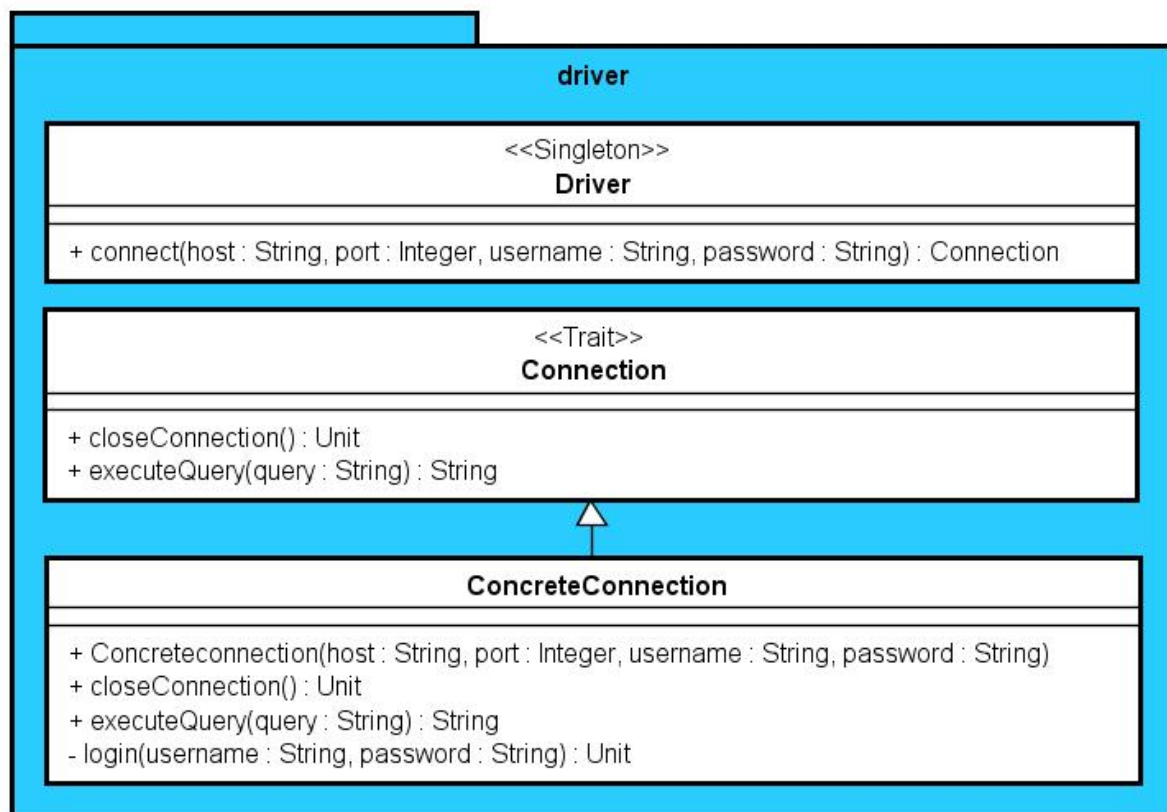 driver
<<Singleton>>
Driver
+ connect(host : String, port : Integer, username : String, password : String) : Connection
<<Trait>>
Connection
+ closeConnection() : Unit
+ executeQuery(query : String) : String
ConcreteConnection
+ Concreteconnection(host : String, port : Integer, username : String, password : String)
+ closeConnection() : Unit
+ executeQuery(query : String) : String
- login(username : String, password : String) : Unit